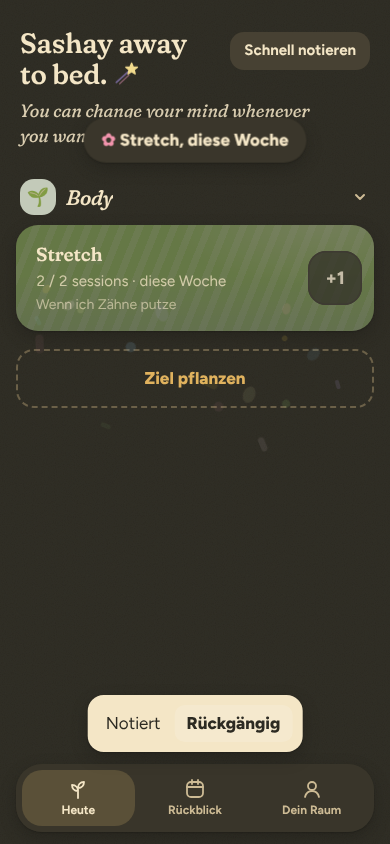 Sashay away
to bed.
Schnell notieren
You can change your mind whenever
you wan
Stretch, diese Woche
Body
Stretch
2 / 2 sessions · diese Woche
Wenn ich Zähne putze
+1
Ziel pflanzen
Notiert
Rückgängig
Heute
Rückblick
Dein Raum